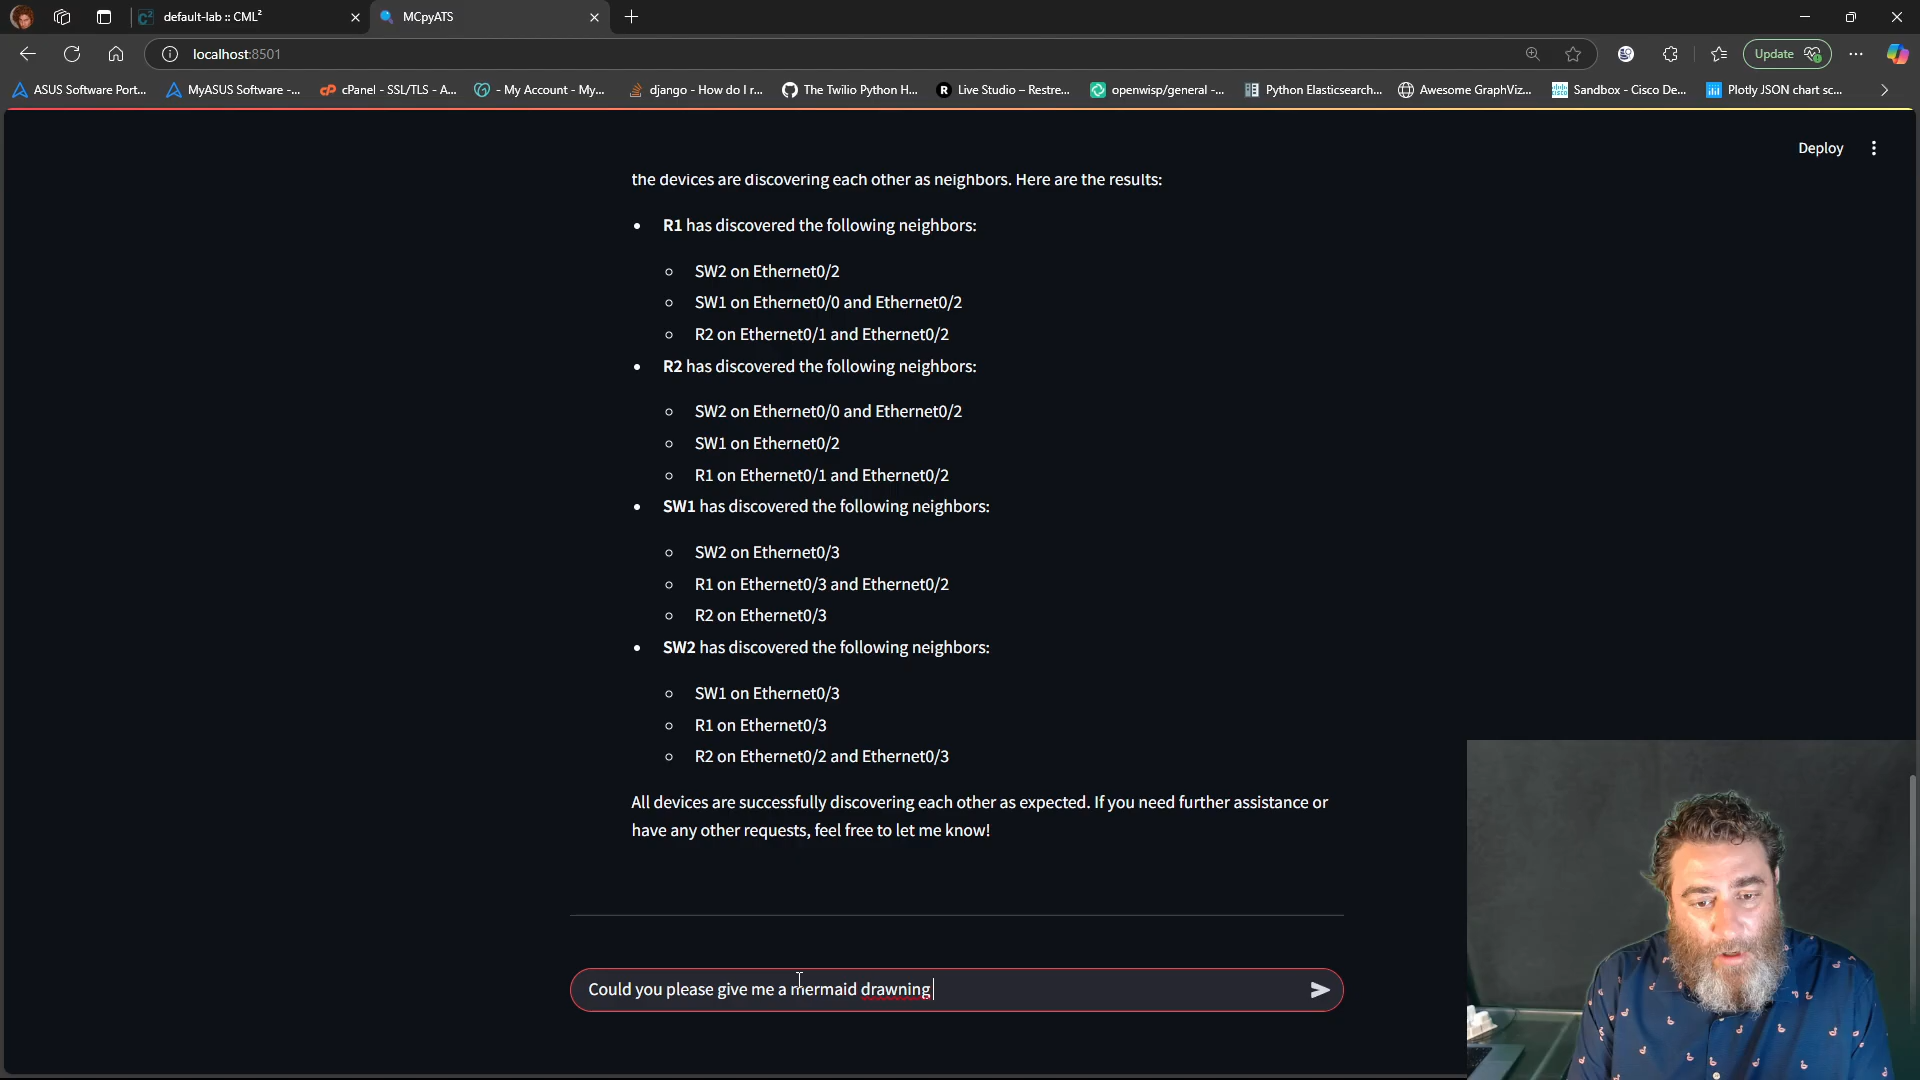 default-lab :: CML²
MCpyATS
localhost:8501
Update
ASUS Software Port...
MyASUS Software -...
cPanel - SSL/TLS - A...
- My Account - My...
django - How do I r...
The Twilio Python H...
Live Studio – Restre...
openwisp/general -...
Python Elasticsearch...
Awesome GraphViz...
Sandbox - Cisco De...
Plotly JSON chart sc...
Deploy
the devices are discovering each other as neighbors. Here are the results:
R1 has discovered the following neighbors:
SW2 on Ethernet0/2
SW1 on Ethernet0/0 and Ethernet0/2
R2 on Ethernet0/1 and Ethernet0/2
R2 has discovered the following neighbors:
SW2 on Ethernet0/0 and Ethernet0/2
SW1 on Ethernet0/2
R1 on Ethernet0/1 and Ethernet0/2
SW1 has discovered the following neighbors:
SW2 on Ethernet0/3
R1 on Ethernet0/3 and Ethernet0/2
R2 on Ethernet0/3
SW2 has discovered the following neighbors:
SW1 on Ethernet0/3
R1 on Ethernet0/3
R2 on Ethernet0/2 and Ethernet0/3
All devices are successfully discovering each other as expected. If you need further assistance or
have any other requests, feel free to let me know!
Could you please give me a mermaid drawning